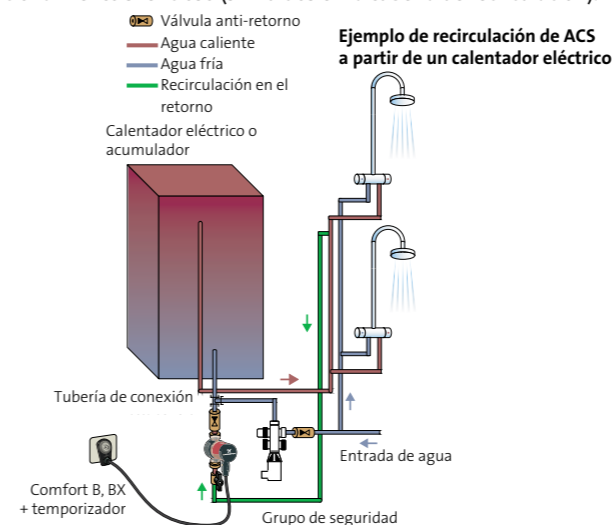 Válvula anti-retorno
Agua caliente
Agua fría
Recirculación en el
retorno
Ejemplo de recirculación de ACS
a partir de un calentador eléctrico
Calentador eléctrico o
acumulador
Tubería de conexión
Entrada de agua
Comfort B, BX
+ temporizador
Grupo de seguridad